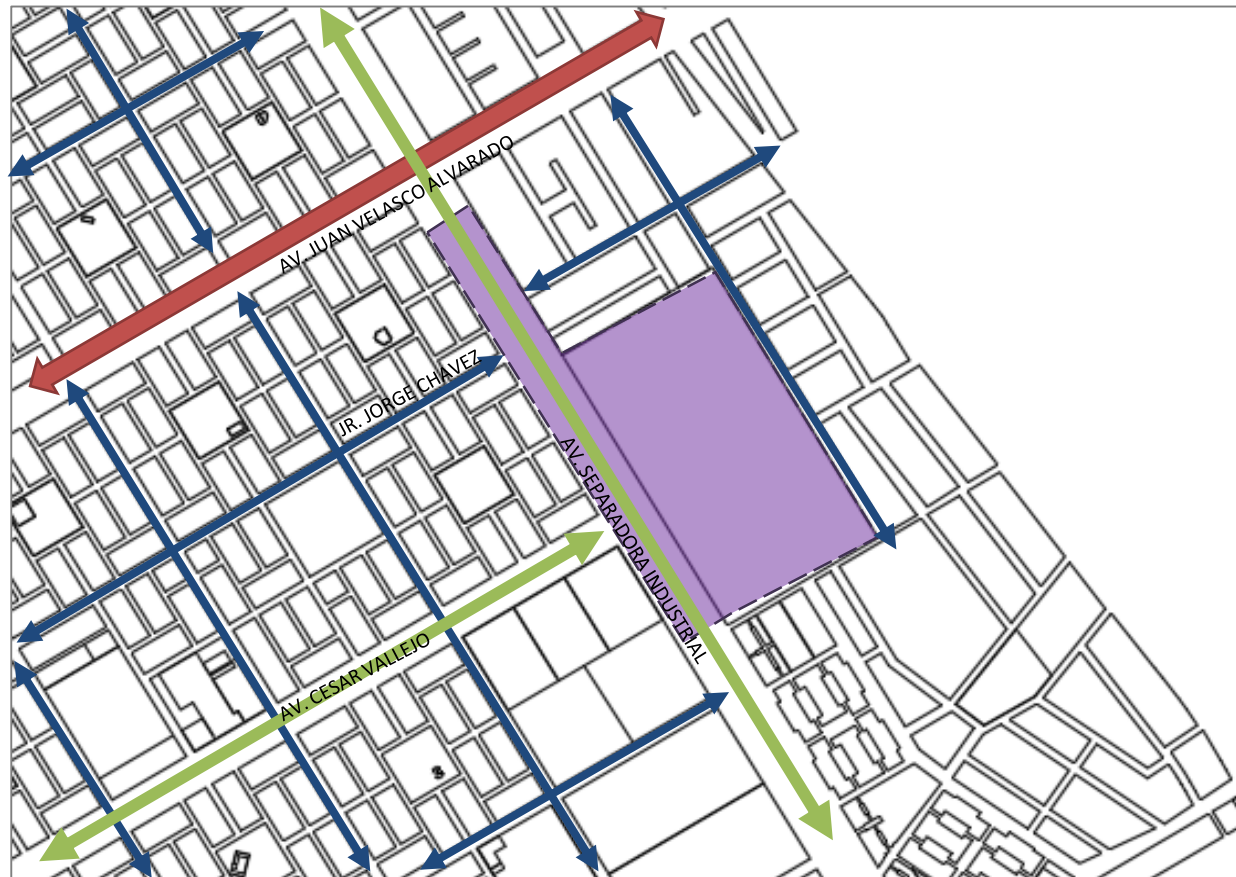 AV. JUAN VELASCO ALVARADO
JR. JORGE CHAVEZ
AV. SEPARADORA INDUSTRIAL
AV. CESAR VALLEJO